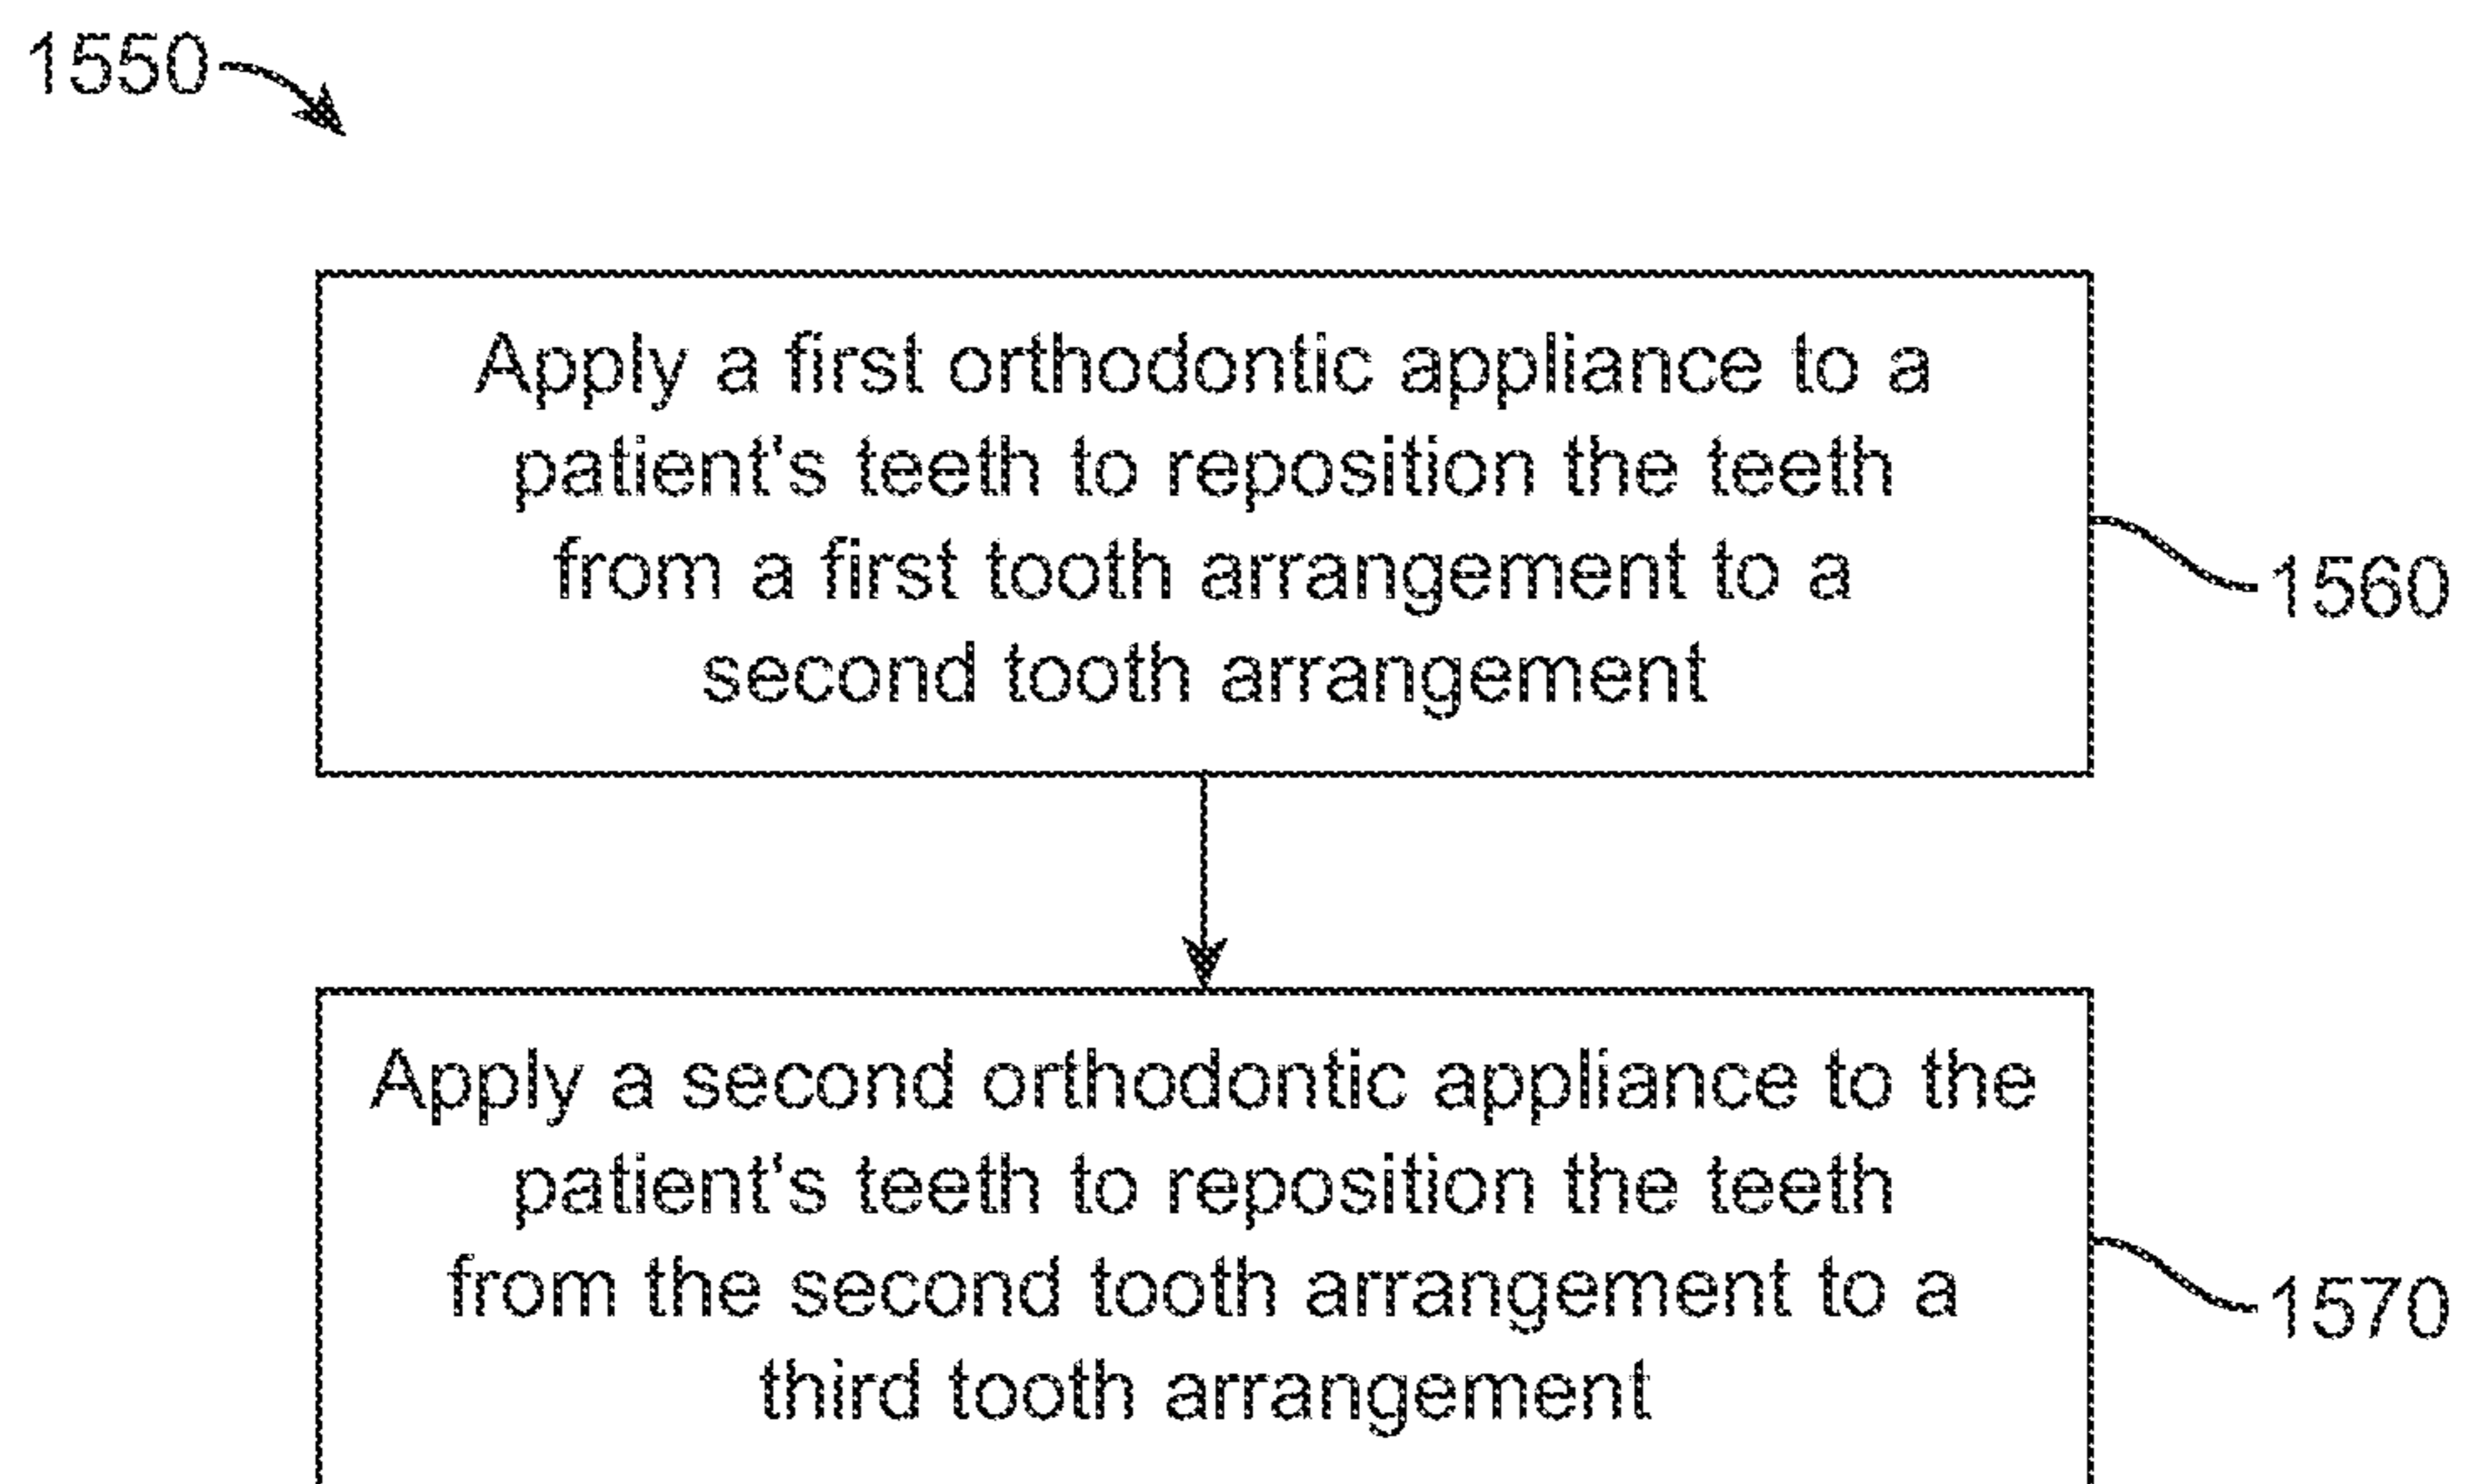 1550
Apply a first orthodontic appliance to a
patient's teeth to reposition the teeth
from a first tooth arrangement to a
second tooth arrangement
1560
Apply a second orthodontic appliance to the
patient's teeth to reposition the teeth
from the second tooth arrangement to a
third tooth arrangement
1570